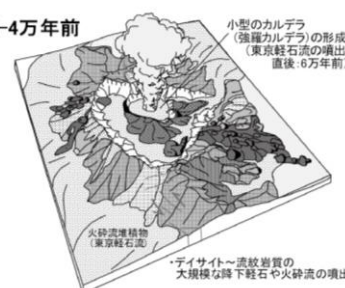 –4万年前
小型のカルデラ
(強羅カルデラ)の形成
(東京軽石流の噴出
直後：6万年前)
火砕流堆積物
(東京軽石流)
・デイサイト～流紋岩質の
大規模な降下軽石や火砕流の噴出